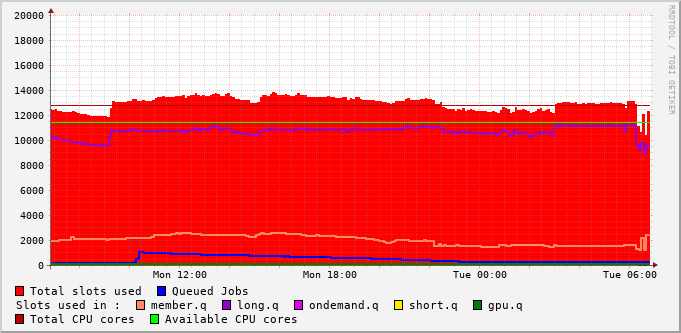 RRDTOOL / TOBI OETIKER
20000
18000
16000
14000
12000
10000
8000
6000
4000
2000
0
Mon 12:00 Mon 18:00 Tue 00:00 Tue 06:00
Total slots used Queued Jobs
Slots used in : member.q long.q ondemand.q short.q gpu.q
Total CPU cores Available CPU cores